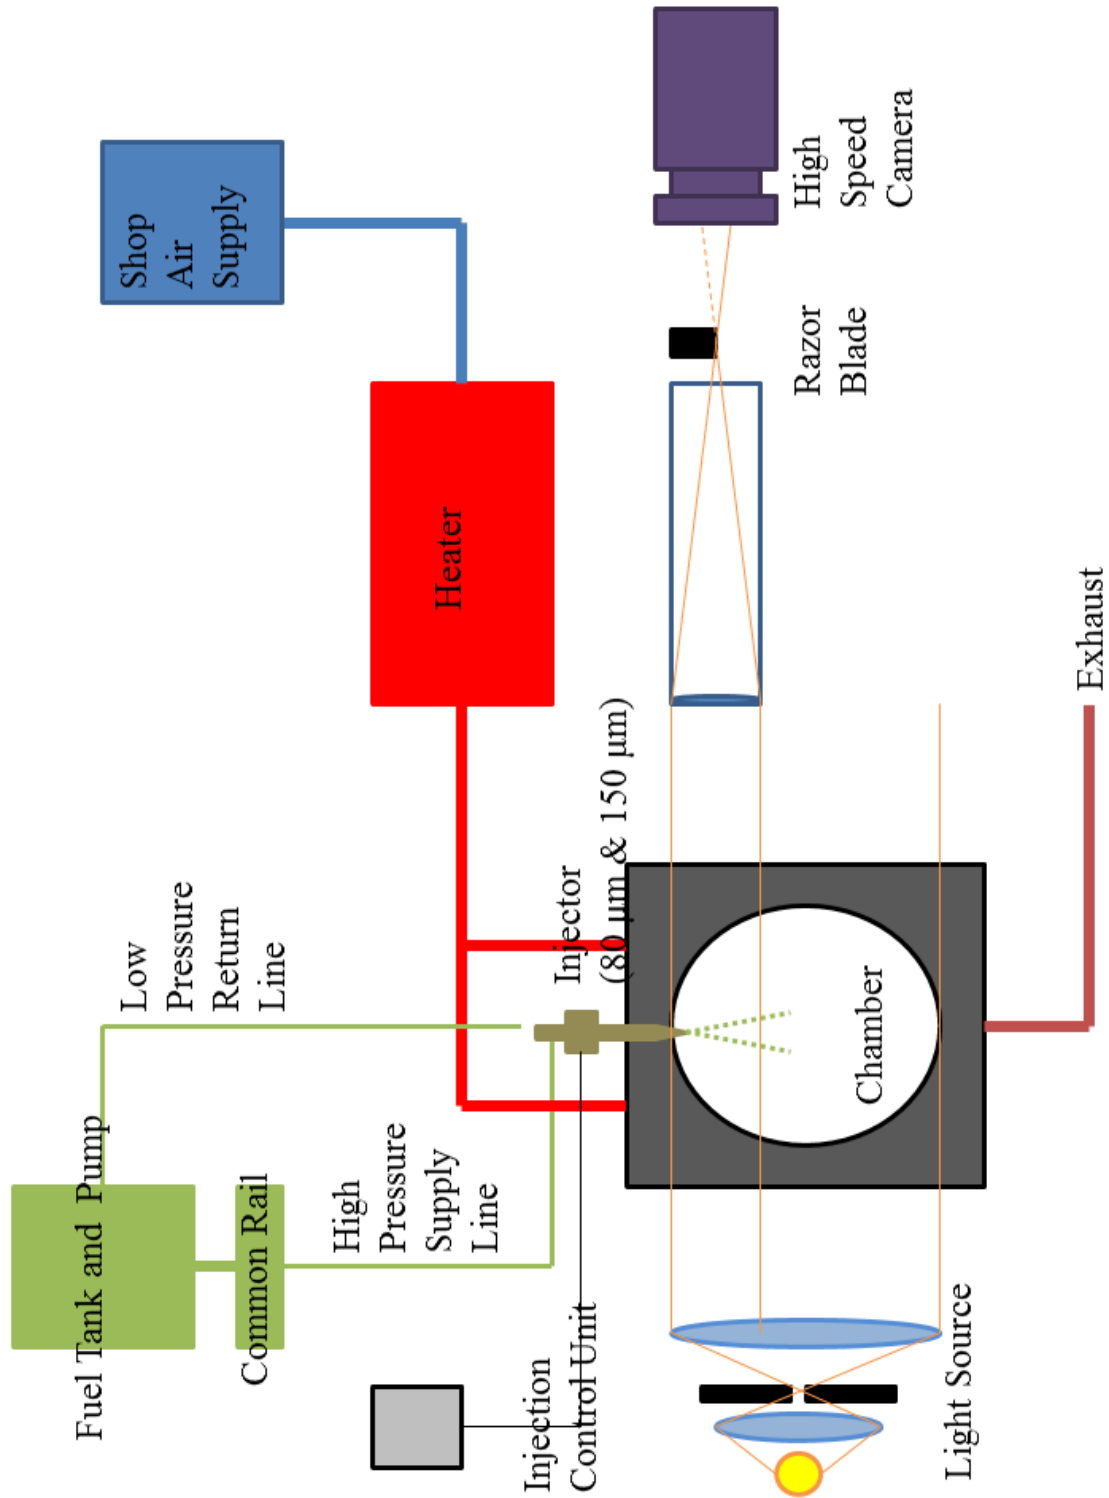 Fuel Tank and Pump
Common Rail
Low
Pressure
Return
Line
Shop
Air
Supply
High
Pressure
Supply
Line
Heater
Injection
Control Unit
Injector
(80 µm & 150 µm)
High
Speed
Camera
Razor
Blade
Chamber
Light Source
Exhaust